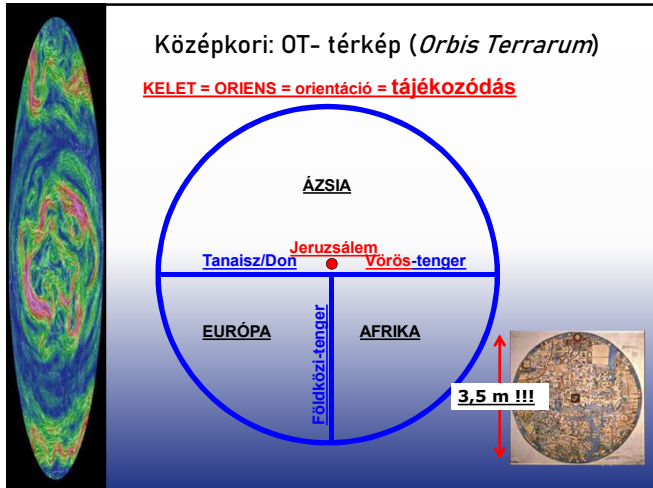 Középkori: OT- térkép (Orbis Terrarum)
KELET = ORIENS = orientáció = tájékozódás
ÁZSIA
Jeruzsálem
Tanaisz/Don
Vörös-tenger
EURÓPA
AFRIKA
Földközi-tenger
3,5 m !!!